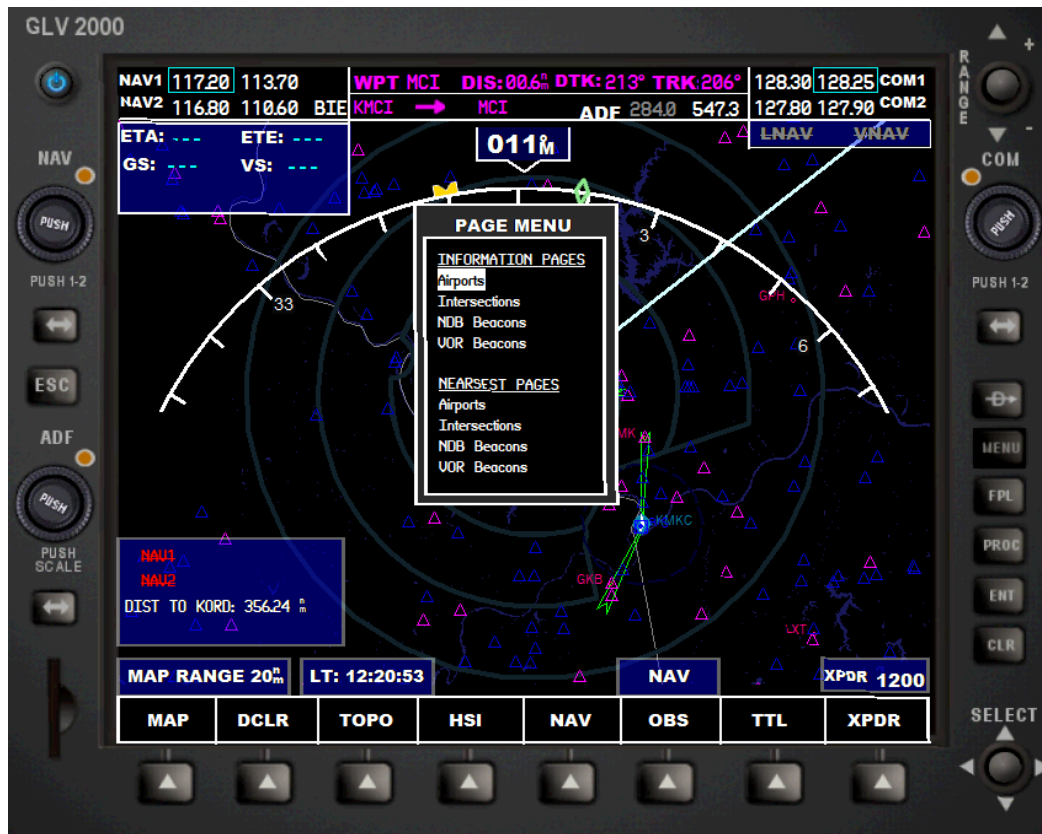 GLV 2000
NAV1 117.20 113.70 WPT MCI DIS:00.6nm DTK:213° TRK:206° 128.30 128.25 COM1
NAV2 116.80 110.60 BIE KMCI → MCI ADF 284.0 547.3 127.80 127.90 COM2
ETA: --- ETE: ---
GS: --- VS: ---
011°M
LNAV VNAV
RANGE
+
-
NAV
PUSH
PUSH 1-2
ESC
ADF
PUSH
PUSH
SCALE
COM
PUSH
PUSH 1-2
D
MENU
FPL
PROC
ENT
CLR
SELECT
33
3
6
PAGE MENU
INFORMATION PAGES
Airports
Intersections
NDB Beacons
VOR Beacons
NEARSEST PAGES
Airports
Intersections
NDB Beacons
VOR Beacons
MK
KMKC
GKB
NAV1
NAV2
DIST TO KORD: 356.24 nm
MAP RANGE 20nm
LT: 12:20:53
NAV
XPDR 1200
MAP DCLR TOPO HSI NAV OBS TTL XPDR